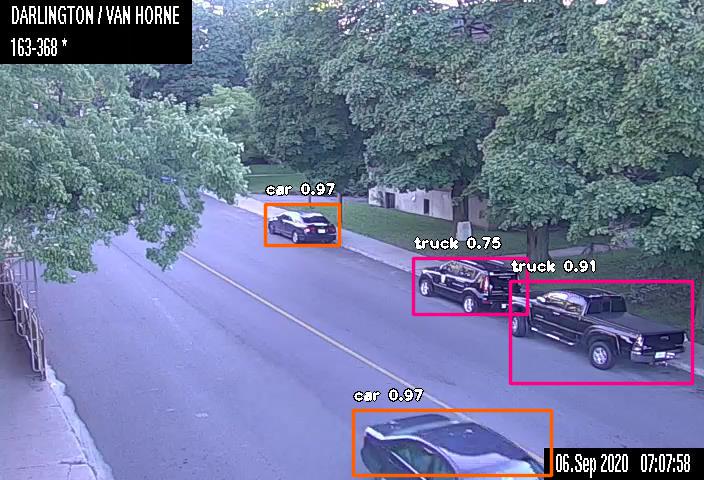 DARLINGTON / VAN HORNE
163-368 *
car 0.97
truck 0.75
truck 0.91
car 0.97
06.Sep 2020 07:07:58